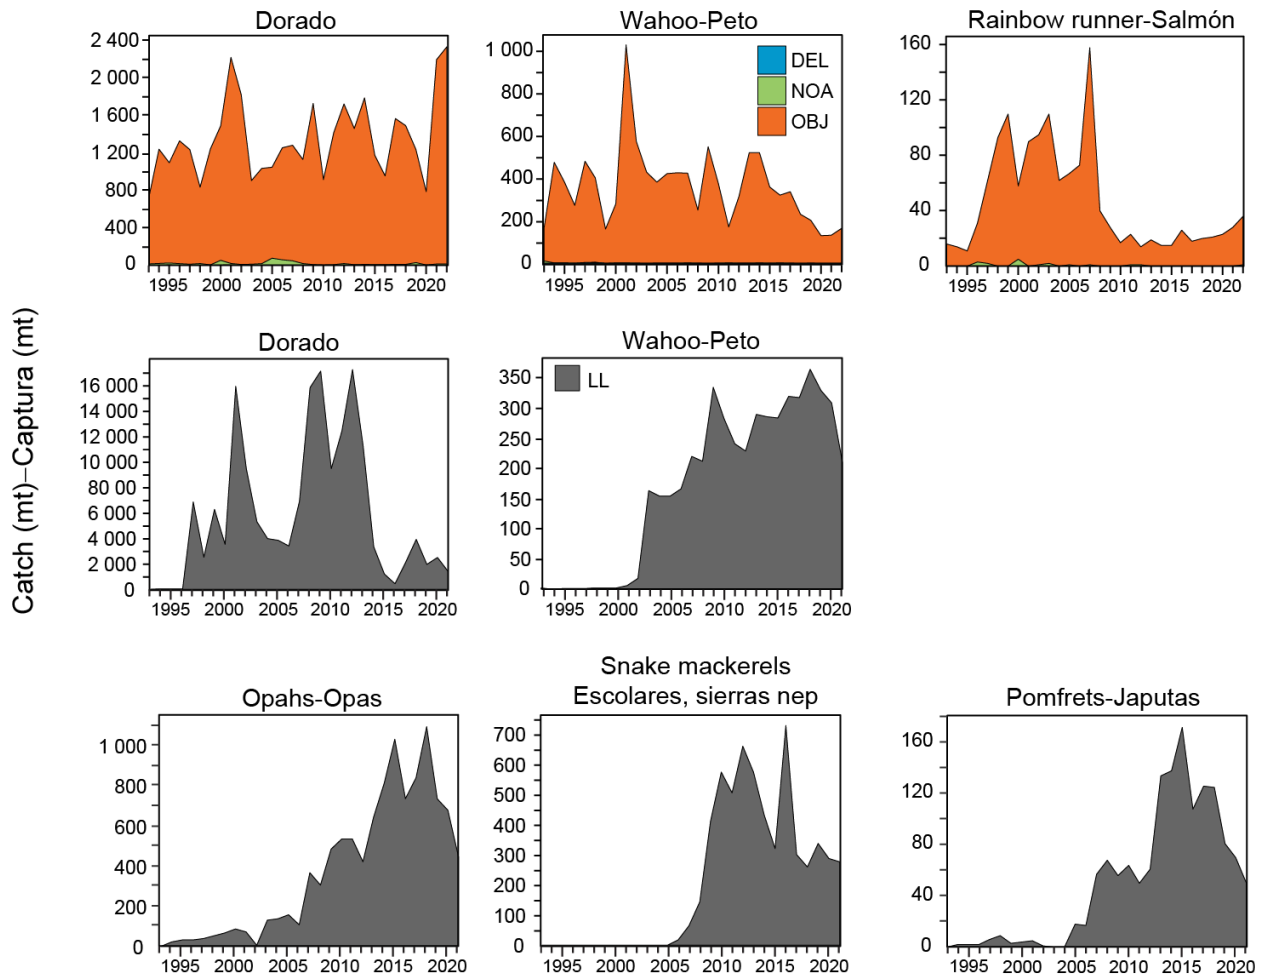 Catch (mt)–Captura (mt)
Dorado
2 400
2 000
1 600
1 200
800
400
0
1995 2000 2005 2010 2015 2020
Wahoo-Peto
1 000
800
600
400
200
0
DEL
NOA
OBJ
1995 2000 2005 2010 2015 2020
Rainbow runner-Salmón
160
120
80
40
0
1995 2000 2005 2010 2015 2020
Dorado
16 000
14 000
12 000
10 000
80 00
6 000
4 000
2 000
0
1995 2000 2005 2010 2015 2020
Wahoo-Peto
LL
350
300
250
200
150
100
50
0
1995 2000 2005 2010 2015 2020
Opahs-Opas
1 000
800
600
400
200
0
1995 2000 2005 2010 2015 2020
Snake mackerels
Escolares, sierras nep
700
600
500
400
300
200
100
0
1995 2000 2005 2010 2015 2020
Pomfrets-Japutas
160
120
80
40
0
1995 2000 2005 2010 2015 2020